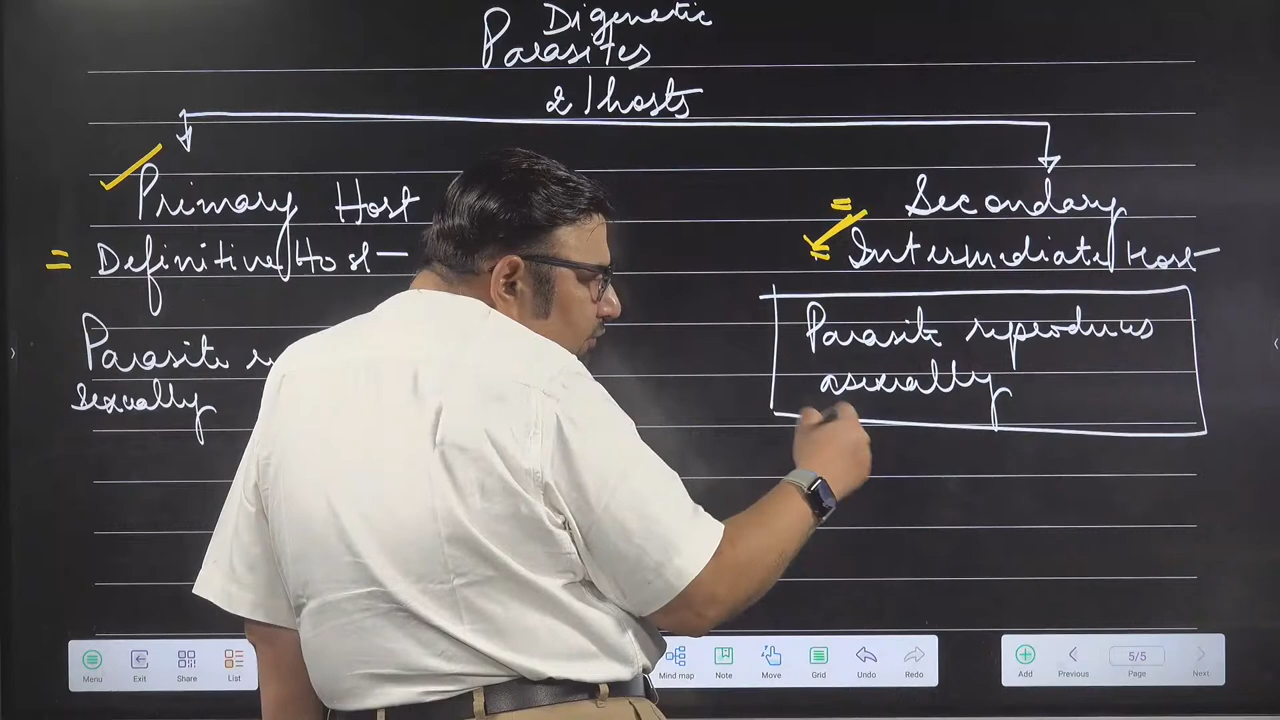 Digenetic
Parasites
2 / hosts
Primary Host
= Definitive Host
Parasite
sexually
= Secondary
= Intermediate Host
Parasite reproduces
asexually
Menu
Exit
Share
List
Mind map
Note
Move
Grid
Undo
Redo
Add
Previous
5/5
Page
Next